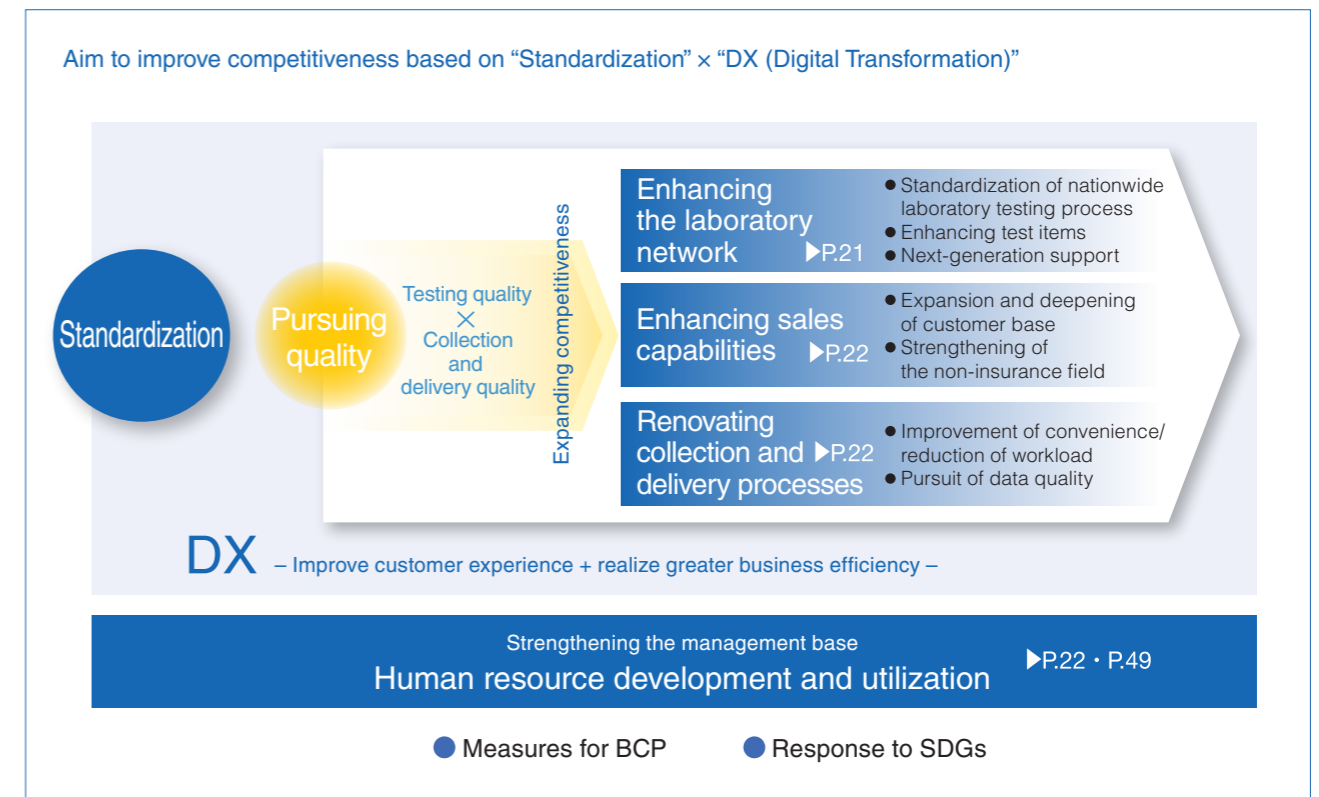 Aim to improve competitiveness based on “Standardization” × “DX (Digital Transformation)”
Standardization
Pursuing
quality
Testing quality
×
Collection
and
delivery quality
Expanding competitiveness
Enhancing
the laboratory
network ▶P.21
● Standardization of nationwide
laboratory testing process
● Enhancing test items
● Next-generation support
Enhancing sales
capabilities ▶P.22
● Expansion and deepening
of customer base
● Strengthening of
the non-insurance field
Renovating
collection and ▶P.22
delivery processes
● Improvement of convenience/
reduction of workload
● Pursuit of data quality
DX – Improve customer experience + realize greater business efficiency –
Strengthening the management base
Human resource development and utilization ▶P.22・P.49
● Measures for BCP ● Response to SDGs